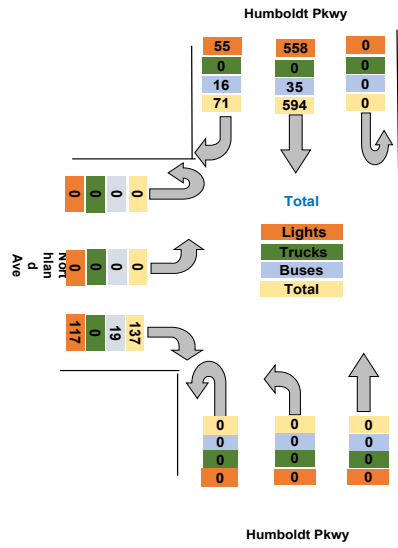 Humboldt Pkwy
55 558 0
0 0 0
16 35 0
71 594 0
0 0 0 0
Total
Lights
Trucks
Buses
Total
Nort
hlan
d
Ave
0 0 0 0
117 0 19 137
0 0 0
0 0 0
0 0 0
0 0 0
Humboldt Pkwy